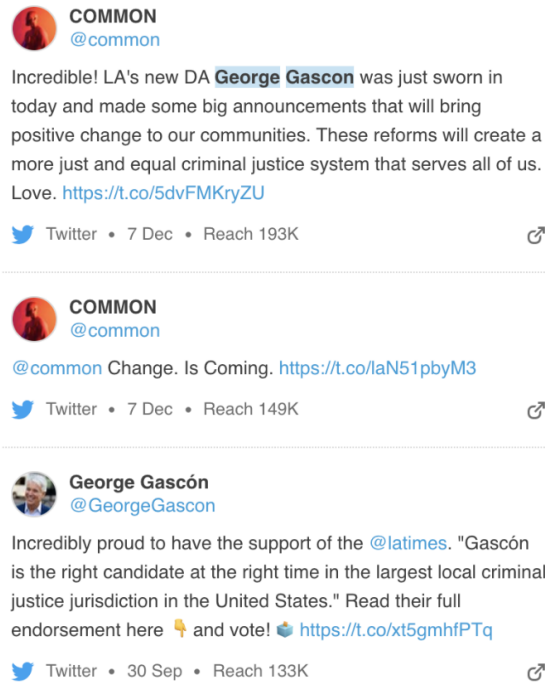 COMMON
@common
Incredible! LA's new DA George Gascon was just sworn in
today and made some big announcements that will bring
positive change to our communities. These reforms will create a
more just and equal criminal justice system that serves all of us.
Love. https://t.co/5dvFMKryZU
Twitter • 7 Dec • Reach 193K
COMMON
@common
@common Change. Is Coming. https://t.co/laN51pbyM3
Twitter • 7 Dec • Reach 149K
George Gascón
@GeorgeGascon
Incredibly proud to have the support of the @latimes. "Gascón
is the right candidate at the right time in the largest local criminal
justice jurisdiction in the United States." Read their full
endorsement here 👇 and vote! 🗳️ https://t.co/xt5gmhfPTq
Twitter • 30 Sep • Reach 133K